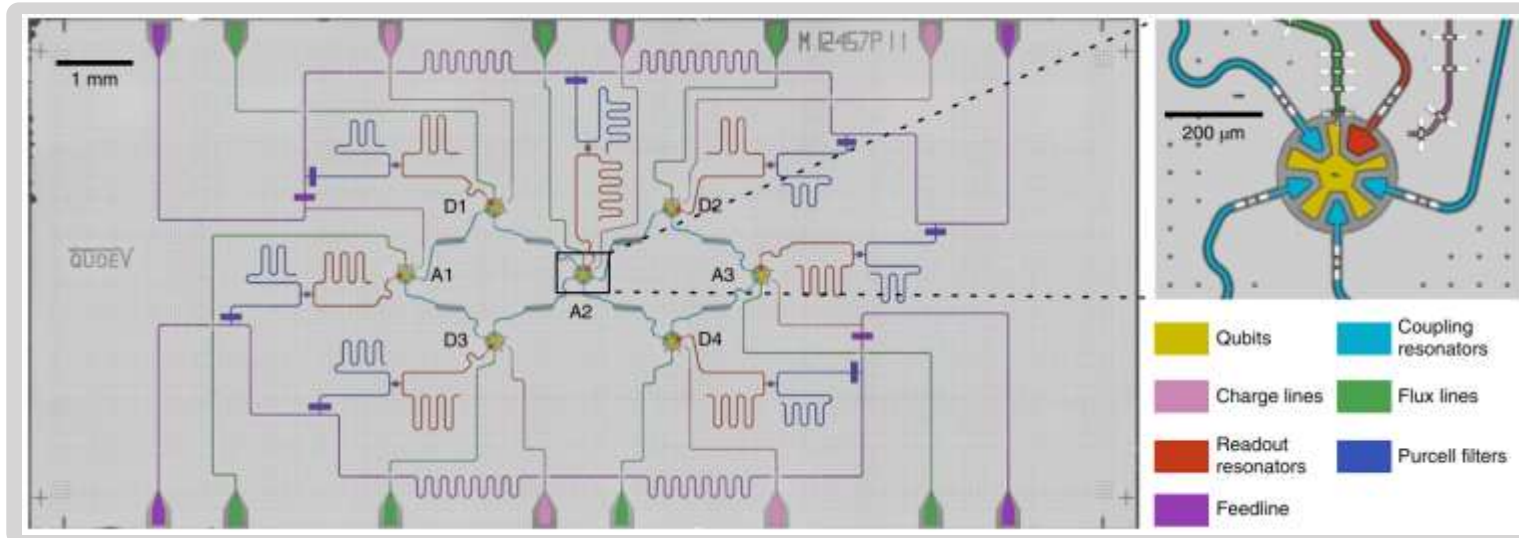 1 mm
M12457P11
QUDEV
D1
D2
A1
A2
A3
D3
D4
200 μm
Qubits
Coupling
resonators
Charge lines
Flux lines
Readout
resonators
Purcell filters
Feedline